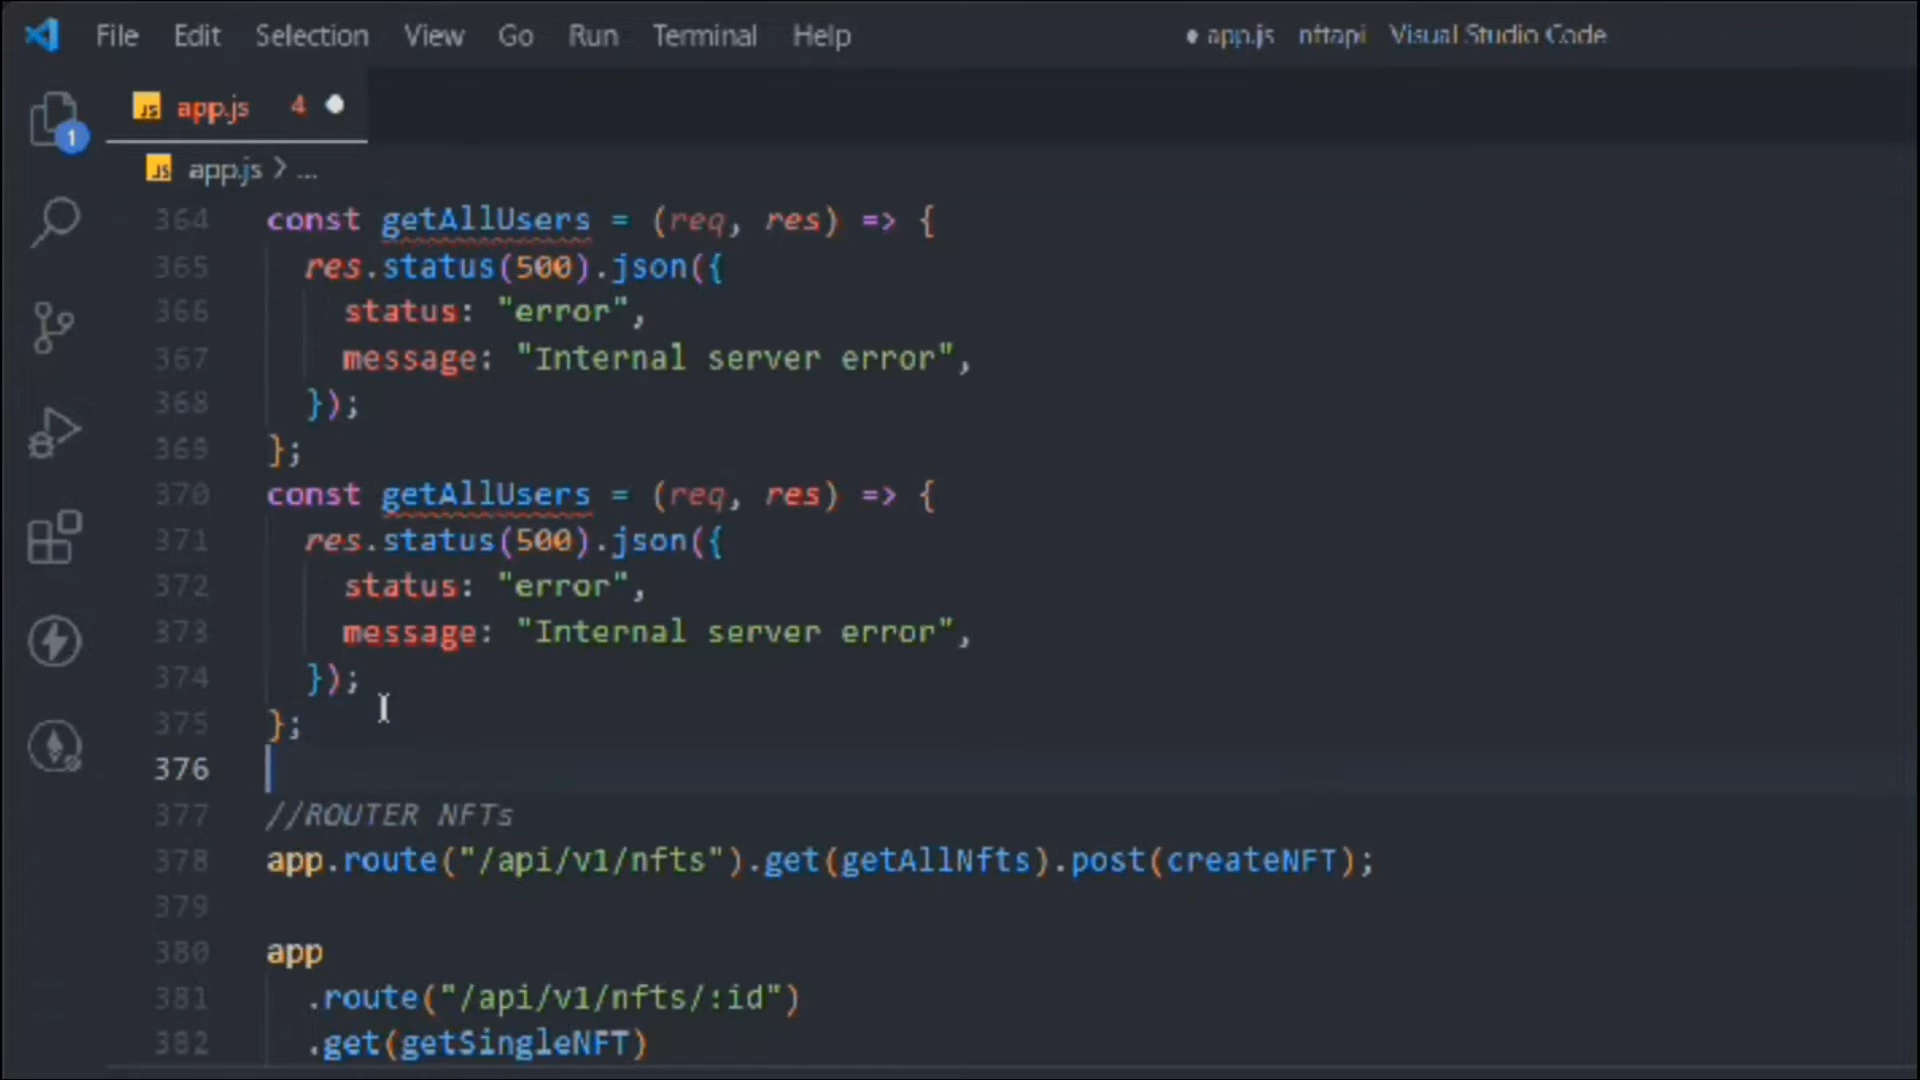 File Edit Selection View Go Run Terminal Help ● app.js nftapi Visual Studio Code
JS app.js 4 ●
1
JS app.js > ...
364 const getAllUsers = (req, res) => {
365 res.status(500).json({
366 status: "error",
367 message: "Internal server error",
368 });
369 };
370 const getAllUsers = (req, res) => {
371 res.status(500).json({
372 status: "error",
373 message: "Internal server error",
374 });
375 };
376
377 //ROUTER NFTs
378 app.route("/api/v1/nfts").get(getAllNfts).post(createNFT);
379
380 app
381 .route("/api/v1/nfts/:id")
382 .get(getSingleNFT)